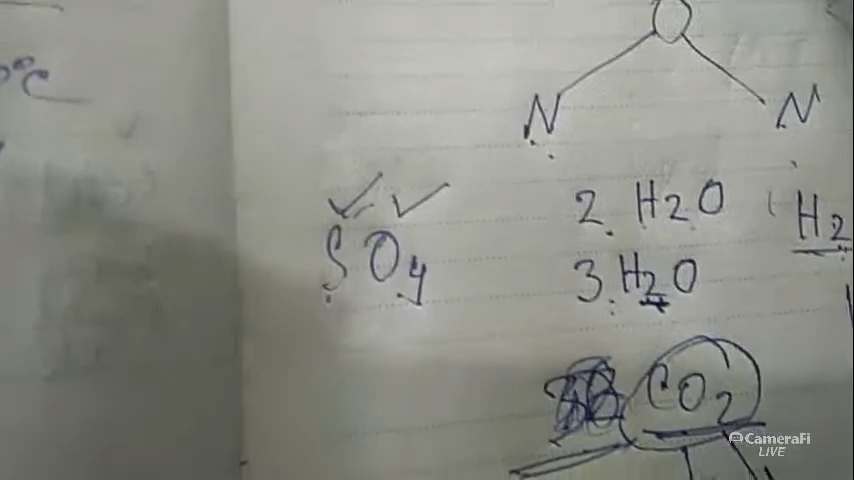 °C
N N
SO4
2. H2O H2
3. H2O
CO2
CameraFi
LIVE